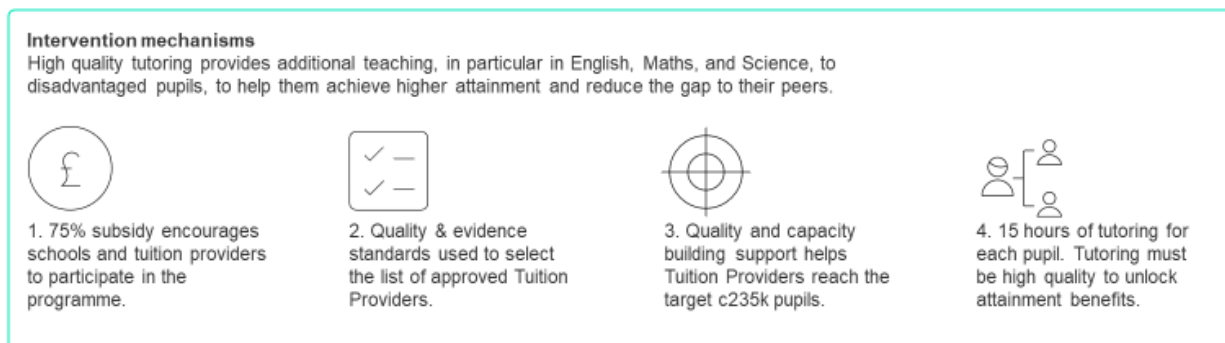 Intervention mechanisms
High quality tutoring provides additional teaching, in particular in English, Maths, and Science, to
disadvantaged pupils, to help them achieve higher attainment and reduce the gap to their peers.
£
1. 75% subsidy encourages
schools and tuition providers
to participate in the
programme.
2. Quality & evidence
standards used to select
the list of approved Tuition
Providers.
3. Quality and capacity
building support helps
Tuition Providers reach the
target c235k pupils.
4. 15 hours of tutoring for
each pupil. Tutoring must
be high quality to unlock
attainment benefits.